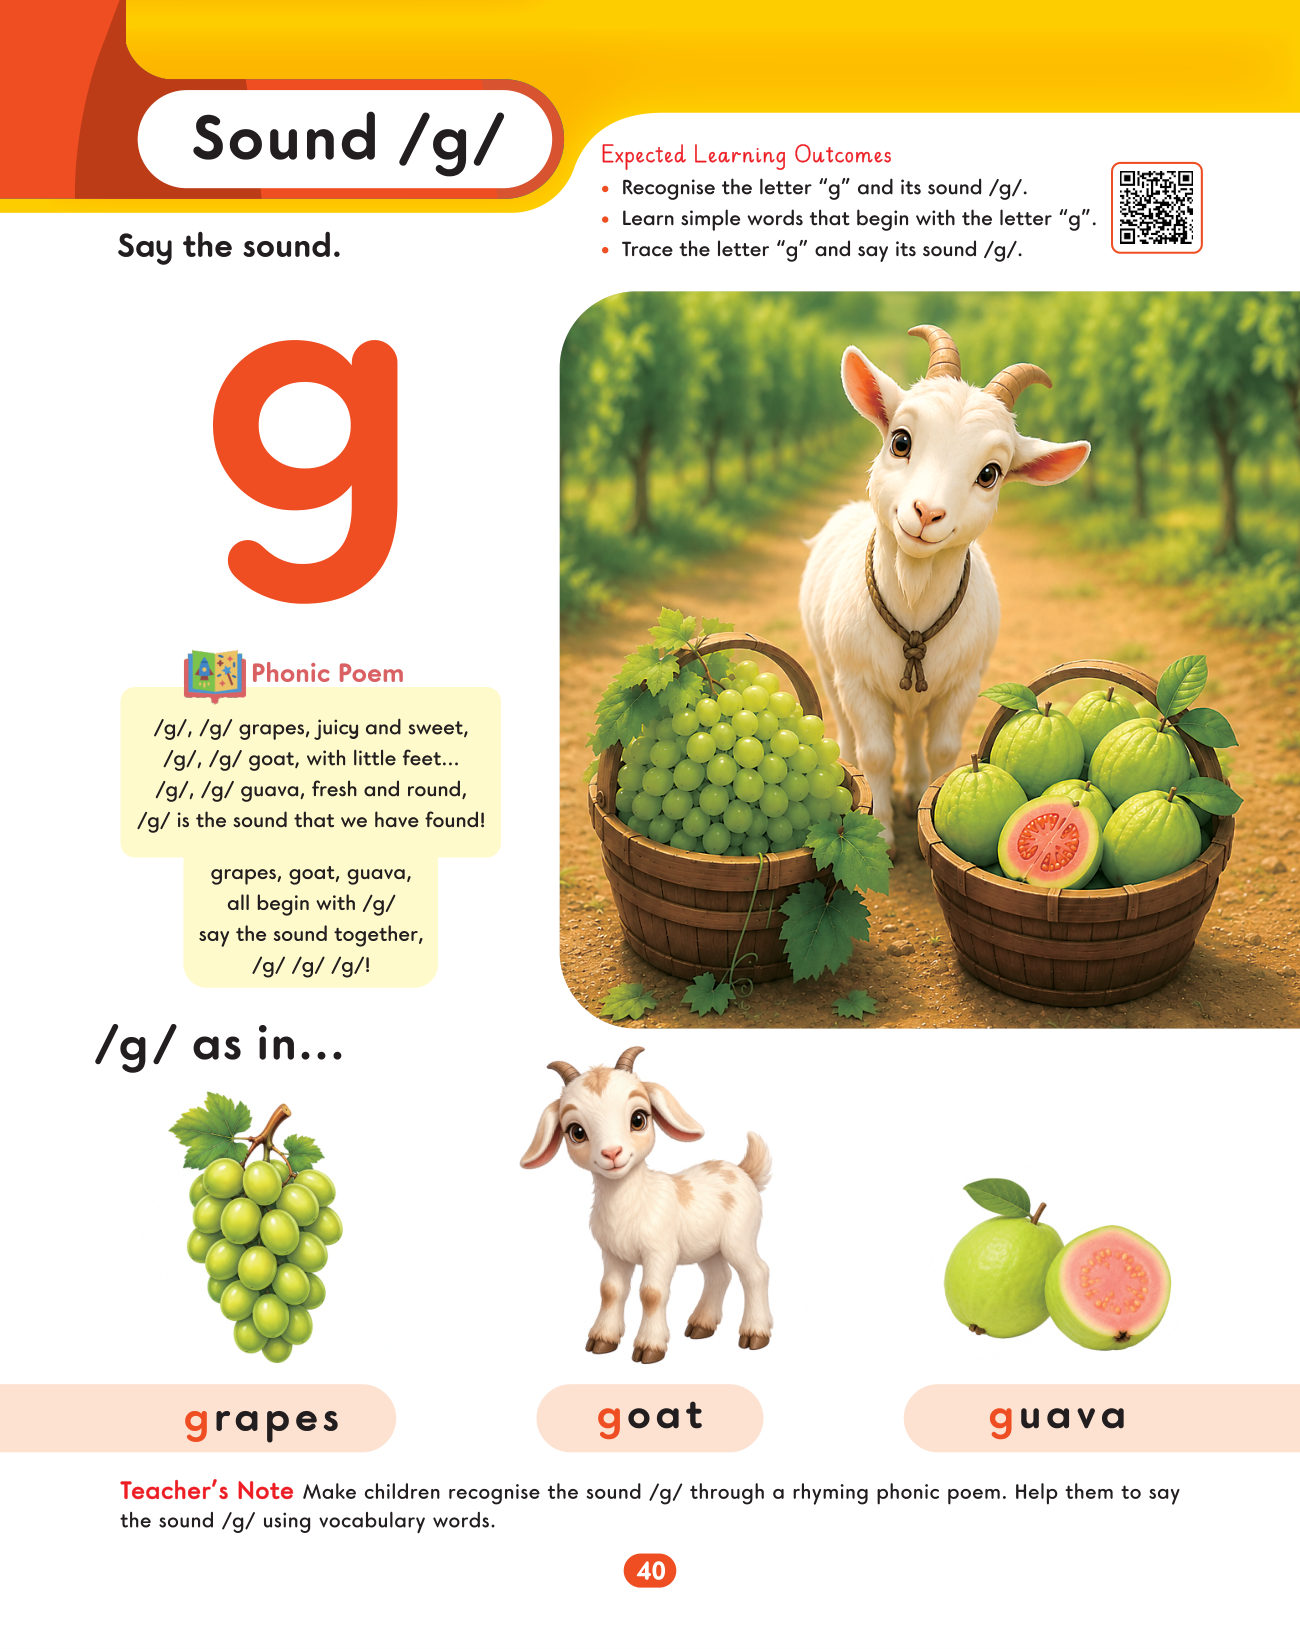 Sound /g/
Expected Learning Outcomes
• Recognise the letter “g” and its sound /g/.
• Learn simple words that begin with the letter “g”.
• Trace the letter “g” and say its sound /g/.
Say the sound.
g
Phonic Poem
/g/, /g/ grapes, juicy and sweet,
/g/, /g/ goat, with little feet...
/g/, /g/ guava, fresh and round,
/g/ is the sound that we have found!
grapes, goat, guava,
all begin with /g/
say the sound together,
/g/ /g/ /g/!
/g/ as in...
grapes
goat
guava
Teacher’s Note Make children recognise the sound /g/ through a rhyming phonic poem. Help them to say
the sound /g/ using vocabulary words.
40